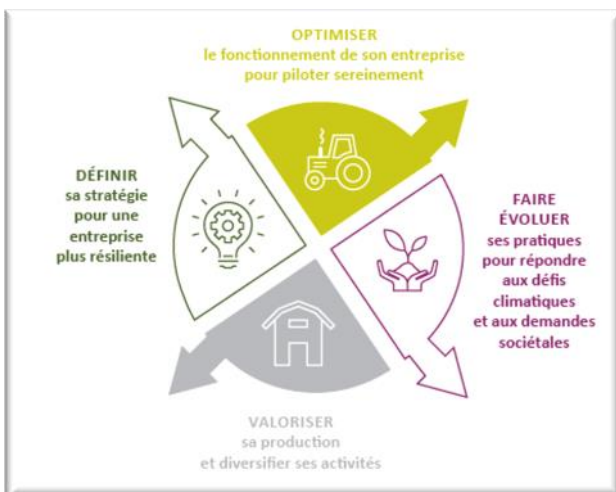 OPTIMISER
le fonctionnement de son entreprise
pour piloter sereinement
DÉFINIR
sa stratégie
pour une
entreprise
plus résiliente
FAIRE
ÉVOLUER
ses pratiques
pour répondre
aux défis
climatiques
et aux demandes
sociétales
VALORISER
sa production
et diversifier ses activités